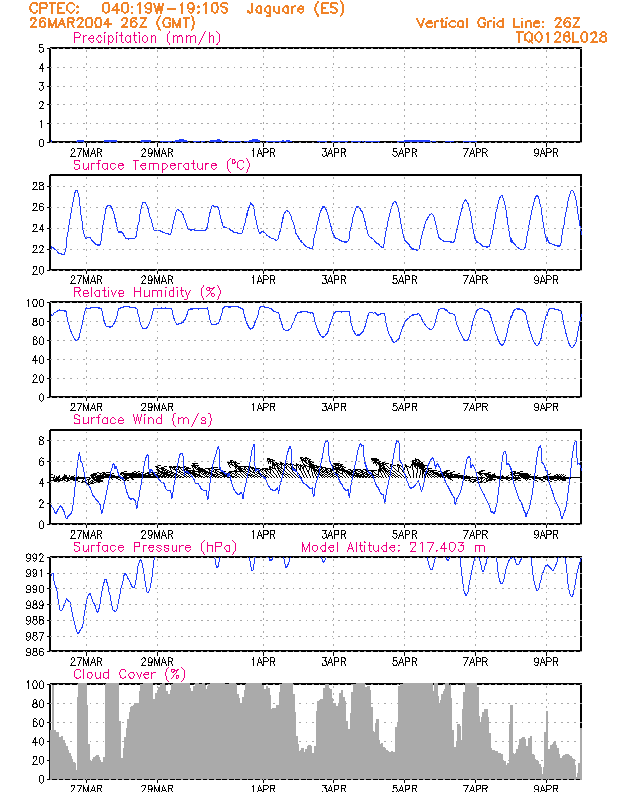 CPTEC: 040:19W-19:10S Jaguare (ES)
26MAR2004 26Z (GMT) Vertical Grid Line: 26Z
Precipitation (mm/h) TQ0126L028
5
4
3
2
1
0
27MAR 29MAR 1APR 3APR 5APR 7APR 9APR
Surface Temperature (ºC)
28
26
24
22
20
27MAR 29MAR 1APR 3APR 5APR 7APR 9APR
Relative Humidity (%)
100
80
60
40
20
0
27MAR 29MAR 1APR 3APR 5APR 7APR 9APR
Surface Wind (m/s)
8
6
4
2
0
27MAR 29MAR 1APR 3APR 5APR 7APR 9APR
Surface Pressure (hPa) Model Altitude: 217.403 m
992
991
990
989
988
987
986
27MAR 29MAR 1APR 3APR 5APR 7APR 9APR
Cloud Cover (%)
100
80
60
40
20
0
27MAR 29MAR 1APR 3APR 5APR 7APR 9APR